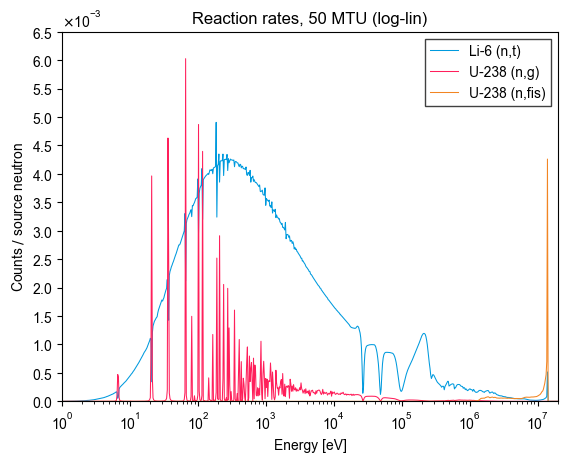 Reaction rates, 50 MTU (log-lin)
×10⁻³
6.5
6.0
5.5
5.0
4.5
4.0
3.5
3.0
2.5
2.0
1.5
1.0
0.5
0.0
Counts / source neutron
Li-6 (n,t)
U-238 (n,g)
U-238 (n,fis)
10⁰ 10¹ 10² 10³ 10⁴ 10⁵ 10⁶ 10⁷
Energy [eV]